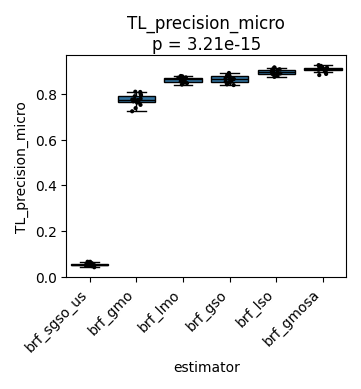 TL_precision_micro
p = 3.21e-15
TL_precision_micro
0.8
0.6
0.4
0.2
0.0
brf_sgso_us
brf_gmo
brf_lmo
brf_gso
brf_lso
brf_gmosa
estimator